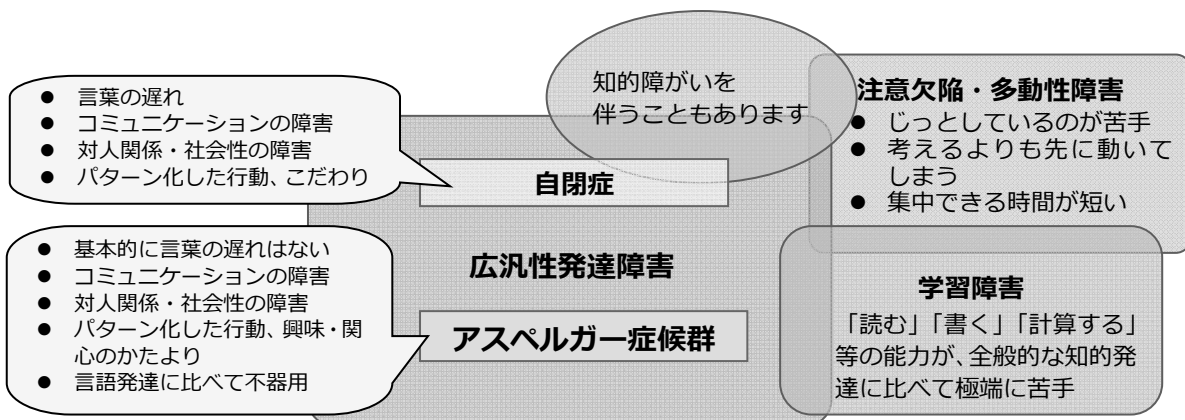 知的障がいを
伴うこともあります
● 言葉の遅れ
● コミュニケーションの障害
● 対人関係・社会性の障害
● パターン化した行動、こだわり
自閉症
注意欠陥・多動性障害
● じっとしているのが苦手
● 考えるよりも先に動いて
しまう
● 集中できる時間が短い
● 基本的に言葉の遅れはない
● コミュニケーションの障害
● 対人関係・社会性の障害
● パターン化した行動、興味・関
心のかたより
● 言語発達に比べて不器用
広汎性発達障害
アスペルガー症候群
学習障害
「読む」「書く」「計算する」
等の能力が、全般的な知的発
達に比べて極端に苦手